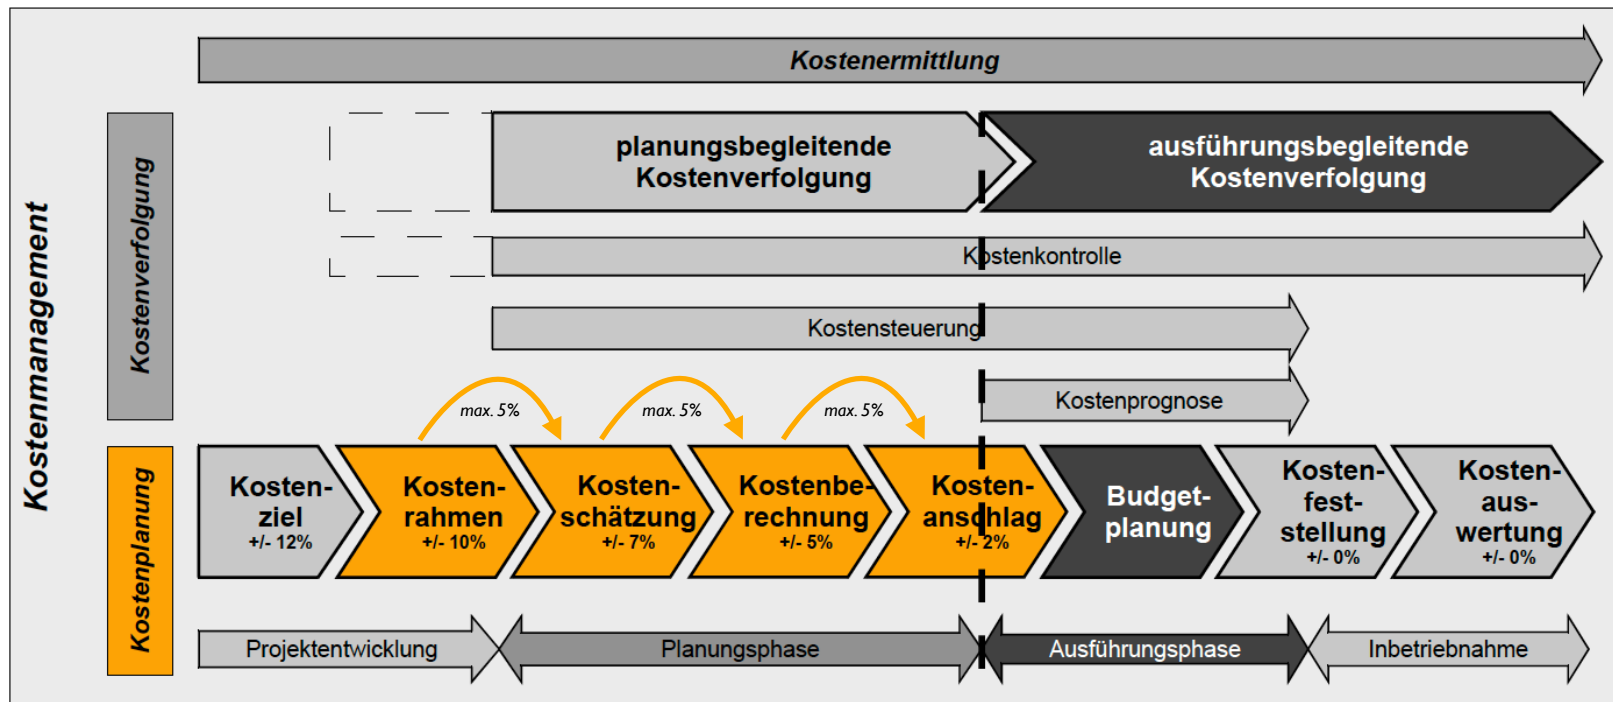 Kostenermittlung
Kostenmanagement
Kostenverfolgung
planungsbegleitende
Kostenverfolgung
ausführungsbegleitende
Kostenverfolgung
Kostenkontrolle
Kostensteuerung
Kostenprognose
max. 5%
max. 5%
max. 5%
Kostenplanung
Kosten-
ziel
+/- 12%
Kosten-
rahmen
+/- 10%
Kosten-
schätzung
+/- 7%
Kostenbe-
rechnung
+/- 5%
Kosten-
anschlag
+/- 2%
Budget-
planung
Kosten-
fest-
stellung
+/- 0%
Kosten-
aus-
wertung
+/- 0%
Projektentwicklung
Planungsphase
Ausführungsphase
Inbetriebnahme